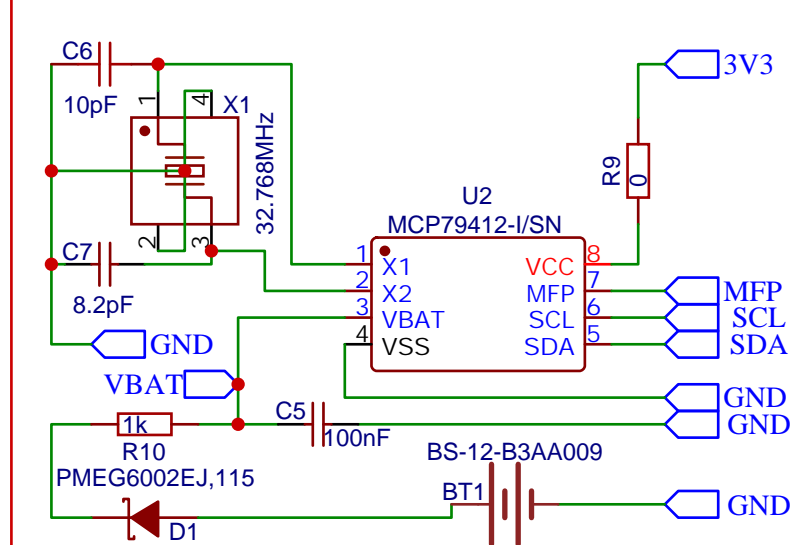 C6
10pF
1
4
X1
32.768MHz
3V3
R9
0
U2
MCP79412-I/SN
2
3
C7
8.2pF
1
X1
VCC
8
2
X2
MFP
7
MFP
3
VBAT
SCL
6
SCL
4
VSS
SDA
5
SDA
GND
VBAT
GND
1k
R10
C5
100nF
GND
PMEG6002EJ,115
D1
BS-12-B3AA009
BT1
GND